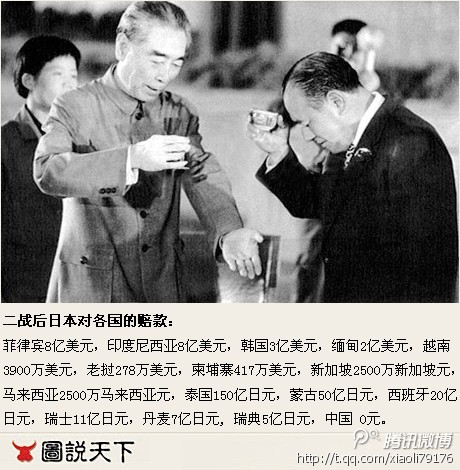 二战后日本对各国的赔款：
菲律宾8亿美元，印度尼西亚8亿美元，韩国3亿美元，缅甸2亿美元，越南
3900万美元，老挝278万美元，柬埔寨417万美元，新加坡2500万新加坡元，
马来西亚2500万马来西亚元，泰国150亿日元，蒙古50亿日元，西班牙20亿
日元，瑞士11亿日元，丹麦7亿日元, 瑞典5亿日元，中国 0元。
圖説天下
腾讯微博
http://t.qq.com/xiaoli79176